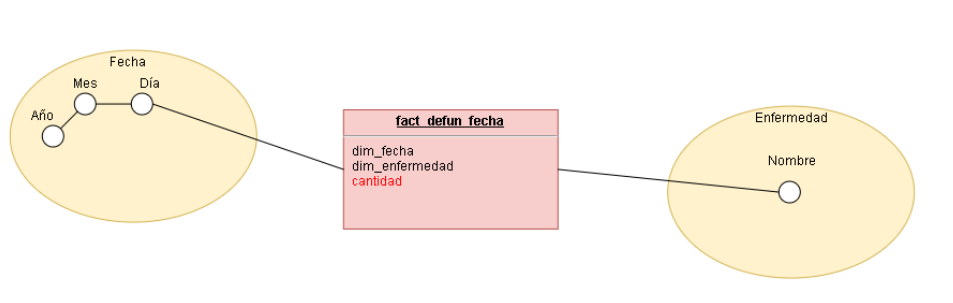 Fecha
Mes
Día
Año
fact_defun_fecha
dim_fecha
dim_enfermedad
cantidad
Enfermedad
Nombre